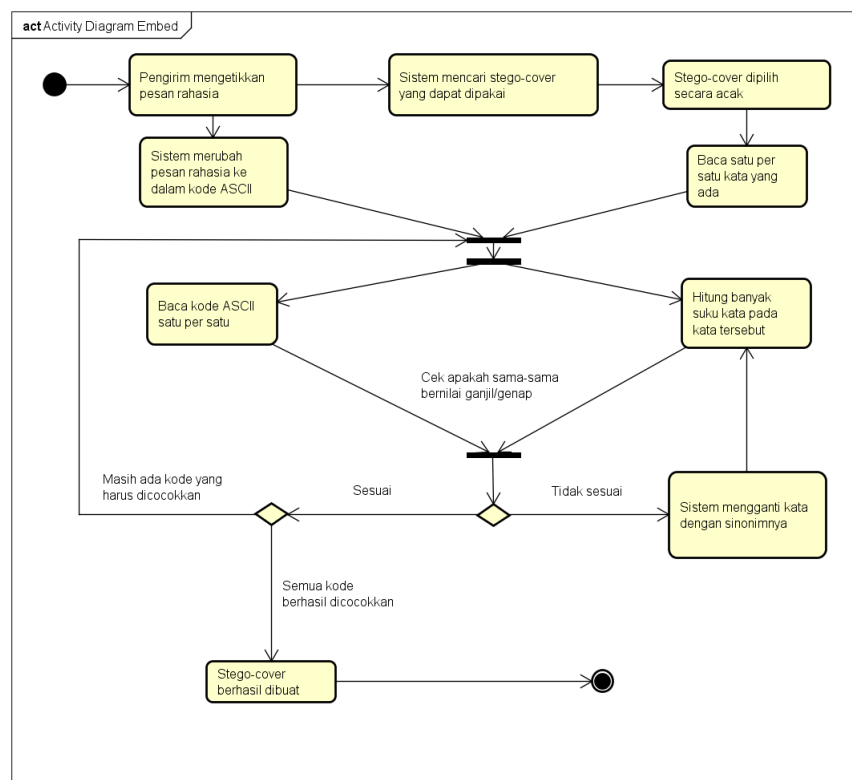 act Activity Diagram Embed
Pengirim mengetikkan
pesan rahasia
Sistem mencari stego-cover
yang dapat dipakai
Stego-cover dipilih
secara acak
Sistem merubah
pesan rahasia ke
dalam kode ASCII
Baca satu per
satu kata yang
ada
Baca kode ASCII
satu per satu
Hitung banyak
suku kata pada
kata tersebut
Cek apakah sama-sama
bernilai ganjil/genap
Masih ada kode yang
harus dicocokkan
Sesuai
Tidak sesuai
Sistem mengganti kata
dengan sinonimnya
Semua kode
berhasil dicocokkan
Stego-cover
berhasil dibuat